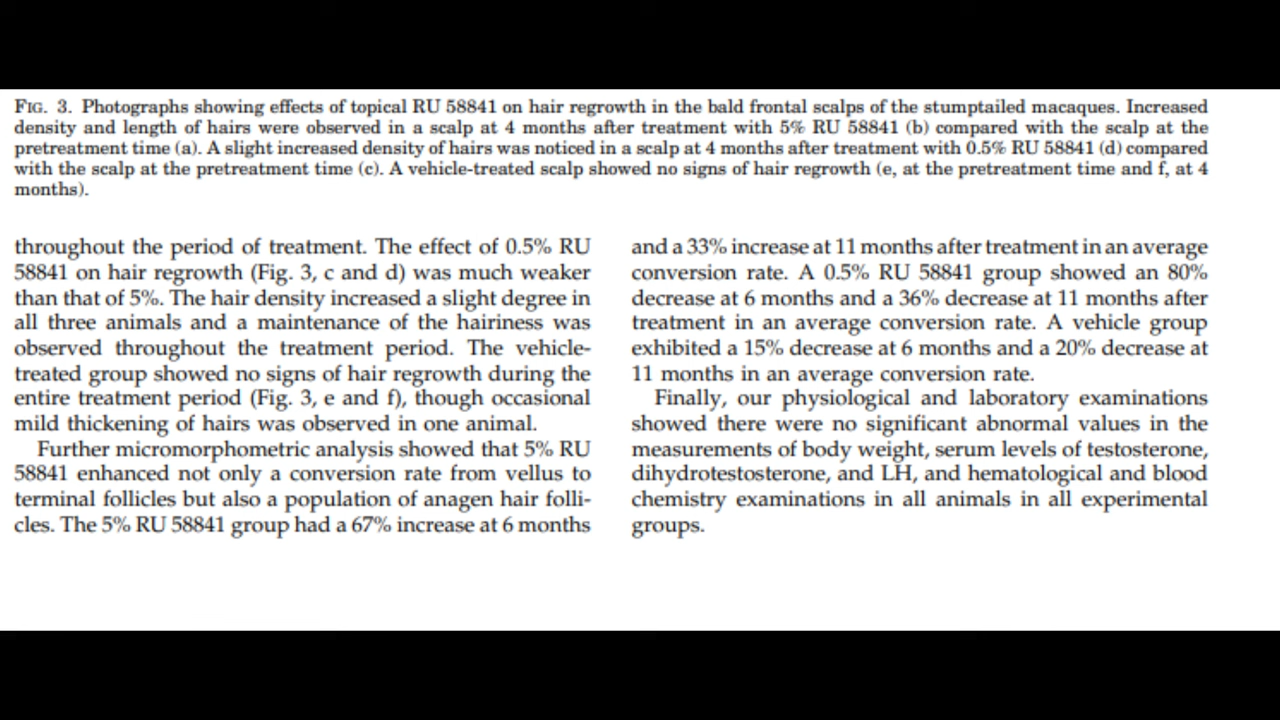 FIG. 3. Photographs showing effects of topical RU 58841 on hair regrowth in the bald frontal scalps of the stumptailed macaques. Increased
density and length of hairs were observed in a scalp at 4 months after treatment with 5% RU 58841 (b) compared with the scalp at the
pretreatment time (a). A slight increased density of hairs was noticed in a scalp at 4 months after treatment with 0.5% RU 58841 (d) compared
with the scalp at the pretreatment time (c). A vehicle-treated scalp showed no signs of hair regrowth (e, at the pretreatment time and f, at 4
months).
throughout the period of treatment. The effect of 0.5% RU
58841 on hair regrowth (Fig. 3, c and d) was much weaker
than that of 5%. The hair density increased a slight degree in
all three animals and a maintenance of the hairiness was
observed throughout the treatment period. The vehicle-
treated group showed no signs of hair regrowth during the
entire treatment period (Fig. 3, e and f), though occasional
mild thickening of hairs was observed in one animal.
Further micromorphometric analysis showed that 5% RU
58841 enhanced not only a conversion rate from vellus to
terminal follicles but also a population of anagen hair folli-
cles. The 5% RU 58841 group had a 67% increase at 6 months
and a 33% increase at 11 months after treatment in an average
conversion rate. A 0.5% RU 58841 group showed an 80%
decrease at 6 months and a 36% decrease at 11 months after
treatment in an average conversion rate. A vehicle group
exhibited a 15% decrease at 6 months and a 20% decrease at
11 months in an average conversion rate.
Finally, our physiological and laboratory examinations
showed there were no significant abnormal values in the
measurements of body weight, serum levels of testosterone,
dihydrotestosterone, and LH, and hematological and blood
chemistry examinations in all animals in all experimental
groups.